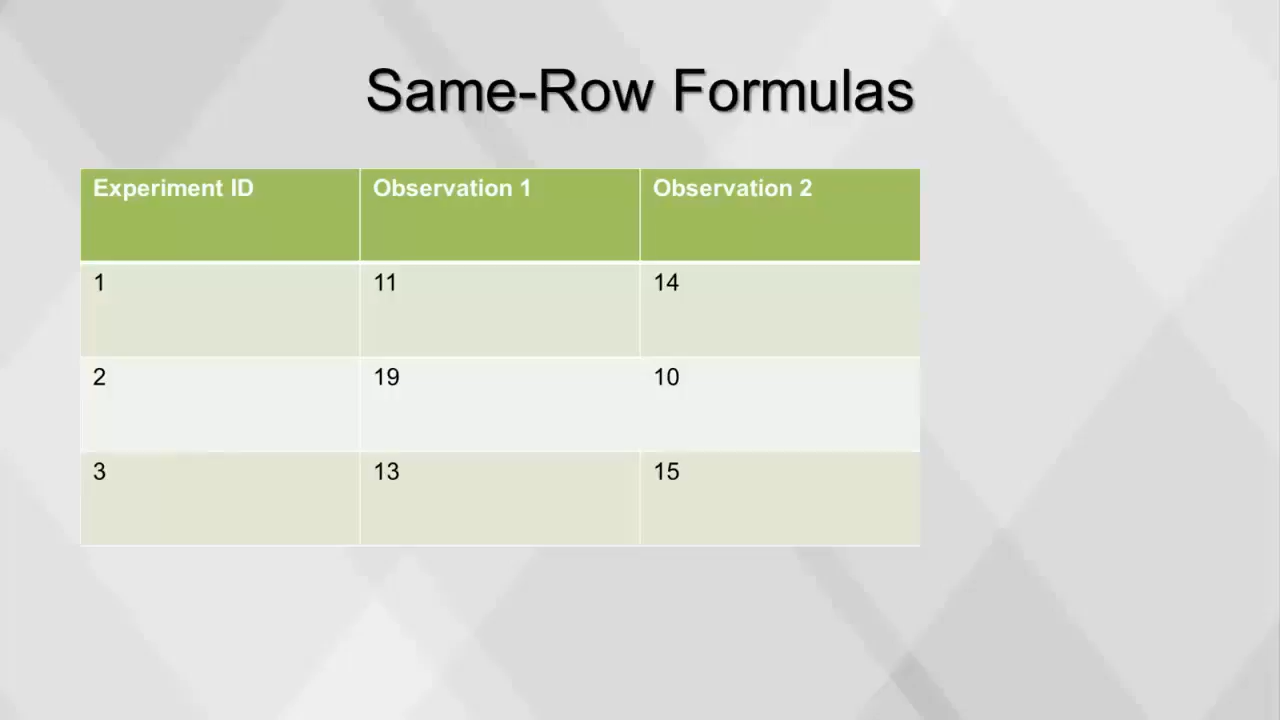 Same-Row Formulas
Experiment ID Observation 1 Observation 2
1 11 14
2 19 10
3 13 15